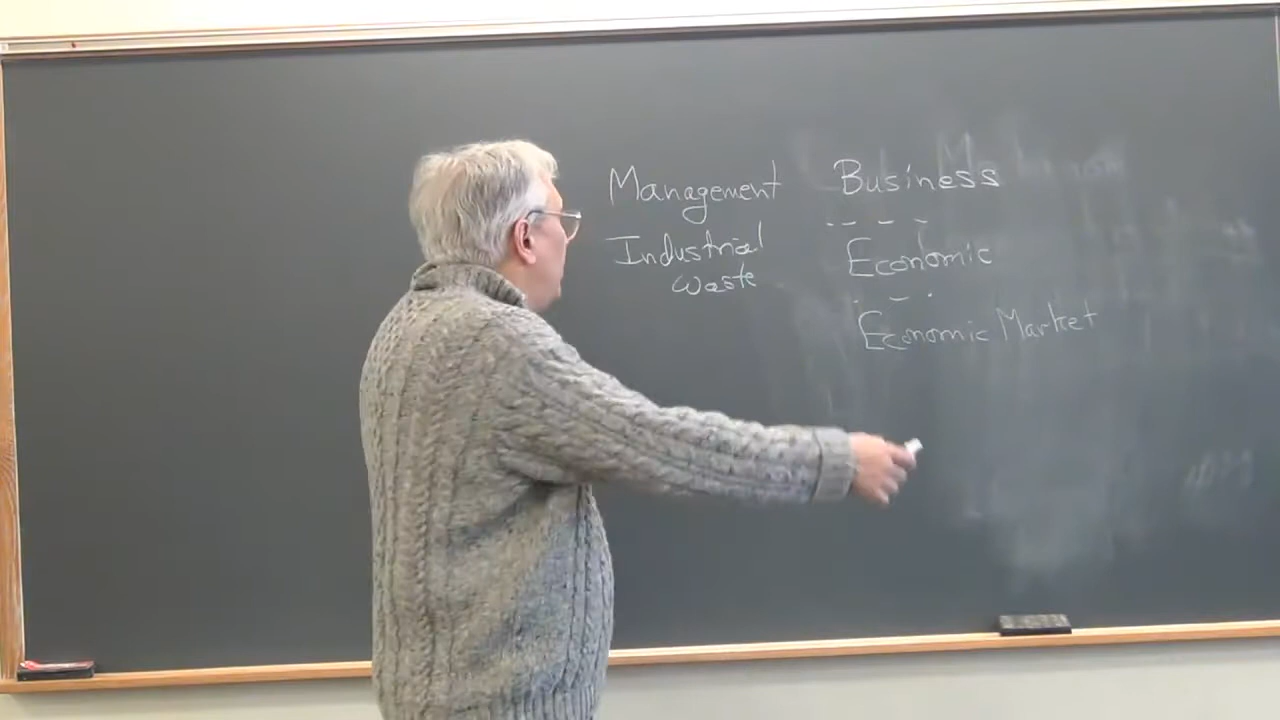 Management Business
Industrial Economic
waste
Economic Market